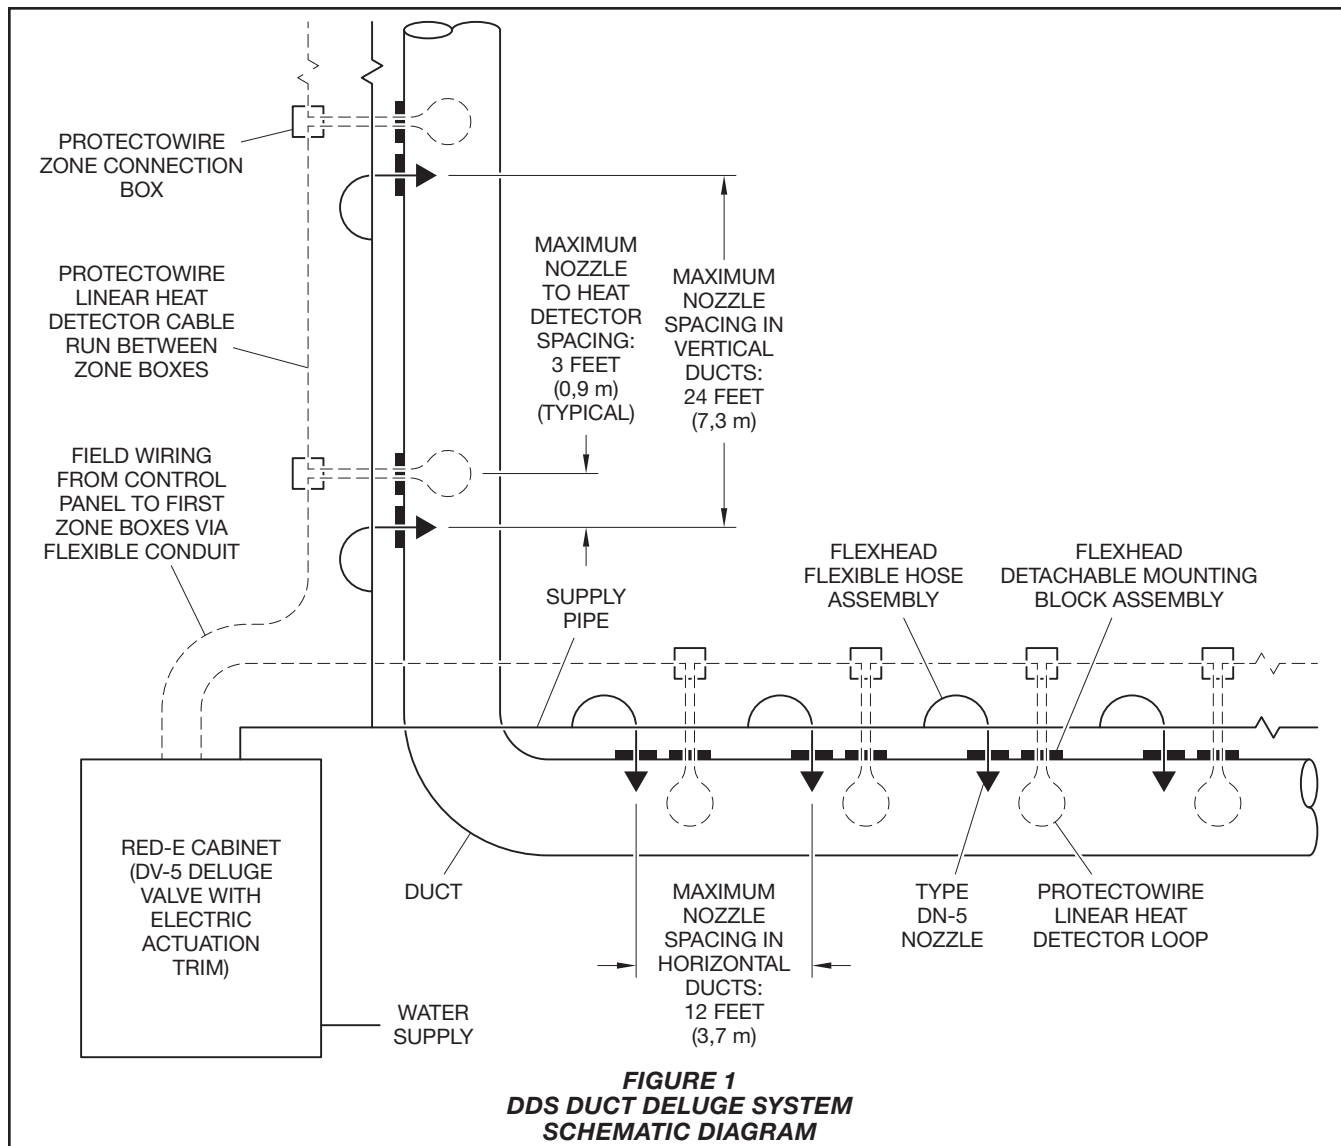 PROTECTOWIRE
ZONE CONNECTION
BOX
PROTECTOWIRE
LINEAR HEAT
DETECTOR CABLE
RUN BETWEEN
ZONE BOXES
FIELD WIRING
FROM CONTROL
PANEL TO FIRST
ZONE BOXES VIA
FLEXIBLE CONDUIT
MAXIMUM
NOZZLE
TO HEAT
DETECTOR
SPACING:
3 FEET
(0,9 m)
(TYPICAL)
MAXIMUM
NOZZLE
SPACING IN
VERTICAL
DUCTS:
24 FEET
(7,3 m)
SUPPLY
PIPE
FLEXHEAD
FLEXIBLE HOSE
ASSEMBLY
FLEXHEAD
DETACHABLE MOUNTING
BLOCK ASSEMBLY
RED-E CABINET
(DV-5 DELUGE
VALVE WITH
ELECTRIC
ACTUATION
TRIM)
DUCT
WATER
SUPPLY
MAXIMUM
NOZZLE
SPACING IN
HORIZONTAL
DUCTS:
12 FEET
(3,7 m)
TYPE
DN-5
NOZZLE
PROTECTOWIRE
LINEAR HEAT
DETECTOR LOOP
FIGURE 1
DDS DUCT DELUGE SYSTEM
SCHEMATIC DIAGRAM